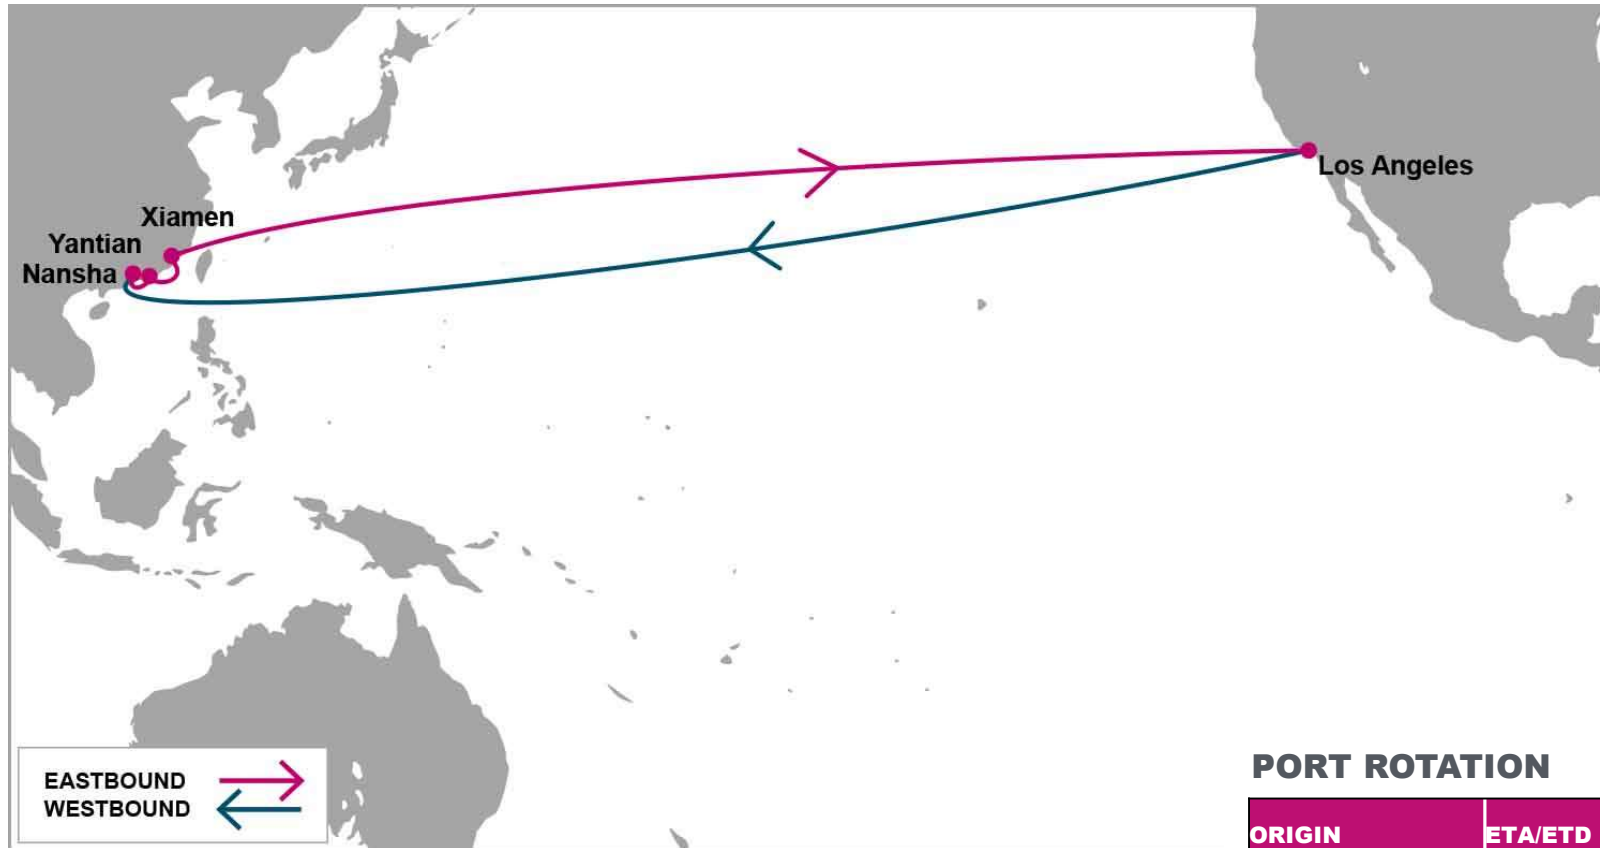 Los Angeles
Xiamen
Yantian
Nansha
EASTBOUND
WESTBOUND
PORT ROTATION
ORIGIN ETA/ETD